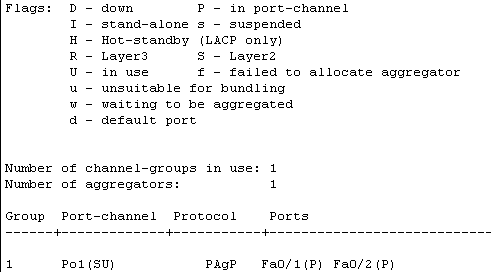 Flags:  D - down        P - in port-channel
        I - stand-alone s - suspended
        H - Hot-standby (LACP only)
        R - Layer3      S - Layer2
        U - in use      f - failed to allocate aggregator
        u - unsuitable for bundling
        w - waiting to be aggregated
        d - default port
Number of channel-groups in use: 1
Number of aggregators:           1
Group  Port-channel  Protocol    Ports
------+-------------+-----------+-----------------------------
1      Po1(SU)          PAgP   Fa0/1(P) Fa0/2(P)